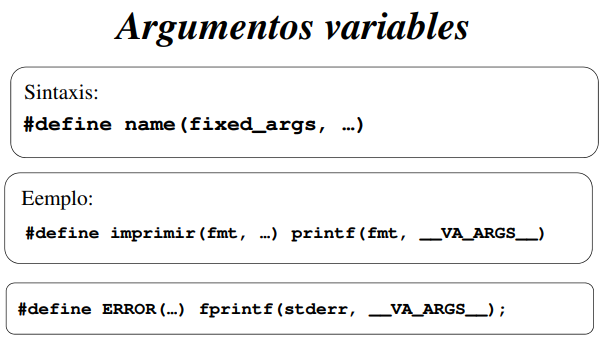 Argumentos variables
Sintaxis:
#define name(fixed_args, …)
Eemplo:
#define imprimir(fmt, …) printf(fmt, __VA_ARGS__)
#define ERROR(…) fprintf(stderr, __VA_ARGS__);